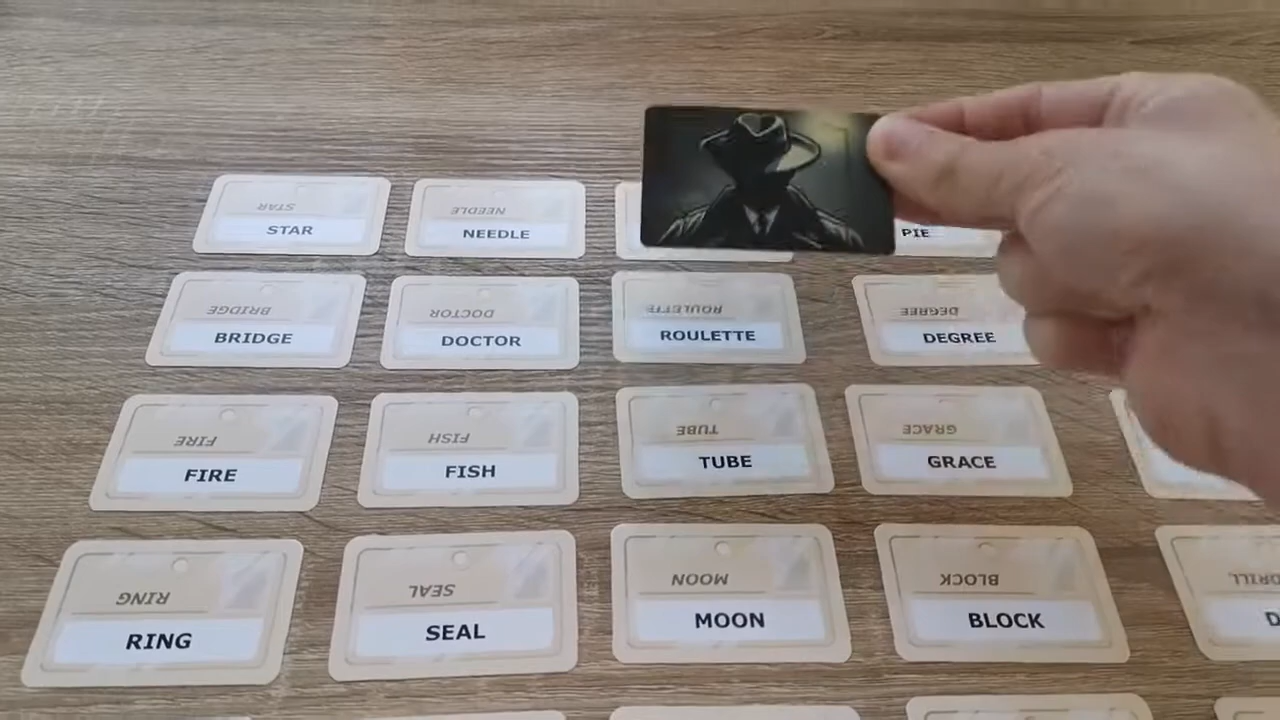 STAR
STAR
NEEDLE
NEEDLE
PIE
BRIDGE
BRIDGE
DOCTOR
DOCTOR
ROULETTE
ROULETTE
DEGREE
DEGREE
FIRE
FIRE
FISH
FISH
TUBE
TUBE
GRACE
GRACE
RING
RING
SEAL
SEAL
MOON
MOON
BLOCK
BLOCK
DRILL
D